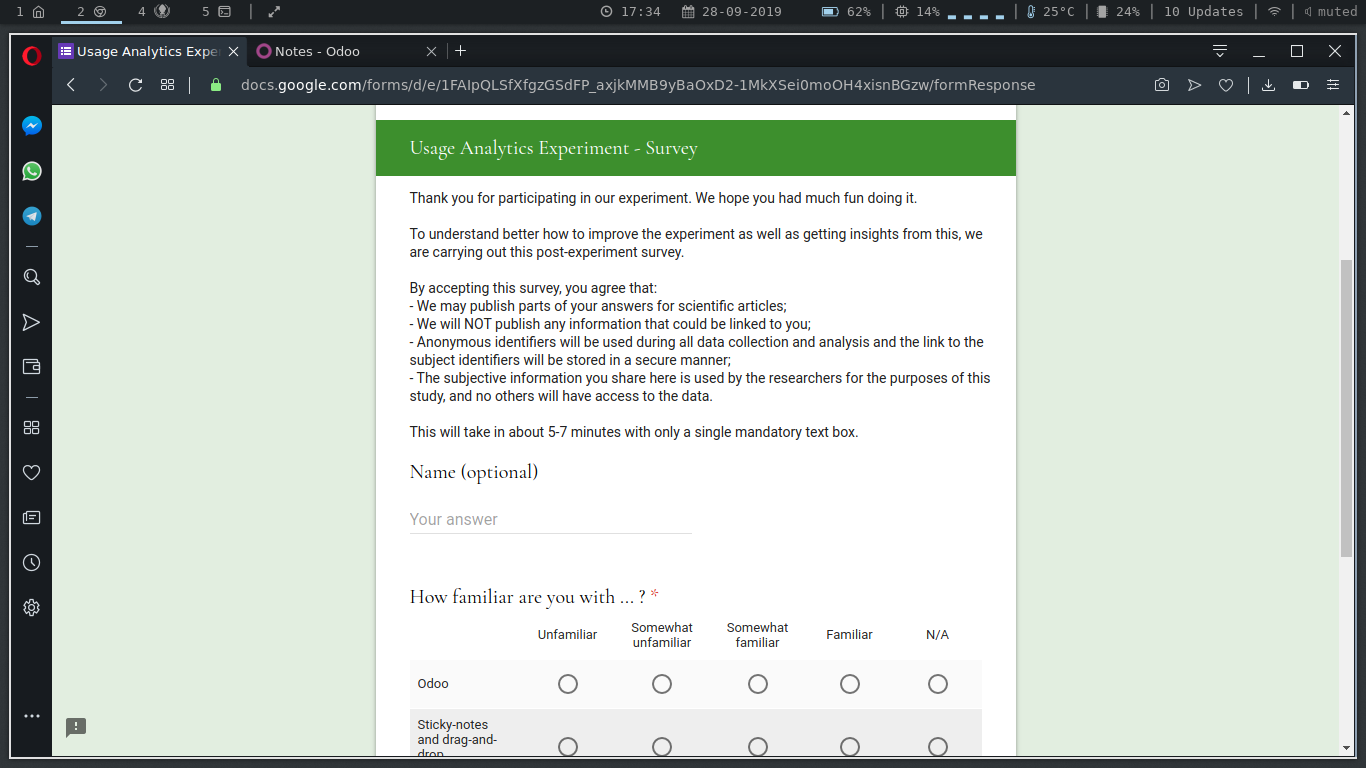 1 2 4 5 17:34 28-09-2019 62% 14% 25°C 24% 10 Updates muted
Usage Analytics Expe Notes - Odoo
docs.google.com/forms/d/e/1FAIpQLSfXfgzGSdFP_axjkMMB9yBaOxD2-1MkXSei0moOH4xisnBGzw/formResponse
Usage Analytics Experiment - Survey
Thank you for participating in our experiment. We hope you had much fun doing it.
To understand better how to improve the experiment as well as getting insights from this, we
are carrying out this post-experiment survey.
By accepting this survey, you agree that:
- We may publish parts of your answers for scientific articles;
- We will NOT publish any information that could be linked to you;
- Anonymous identifiers will be used during all data collection and analysis and the link to the
subject identifiers will be stored in a secure manner;
- The subjective information you share here is used by the researchers for the purposes of this
study, and no others will have access to the data.
This will take in about 5-7 minutes with only a single mandatory text box.
Name (optional)
Your answer
How familiar are you with ... ? *
Unfamiliar Somewhat unfamiliar Somewhat familiar Familiar N/A
Odoo
Sticky-notes
and drag-and-
drop